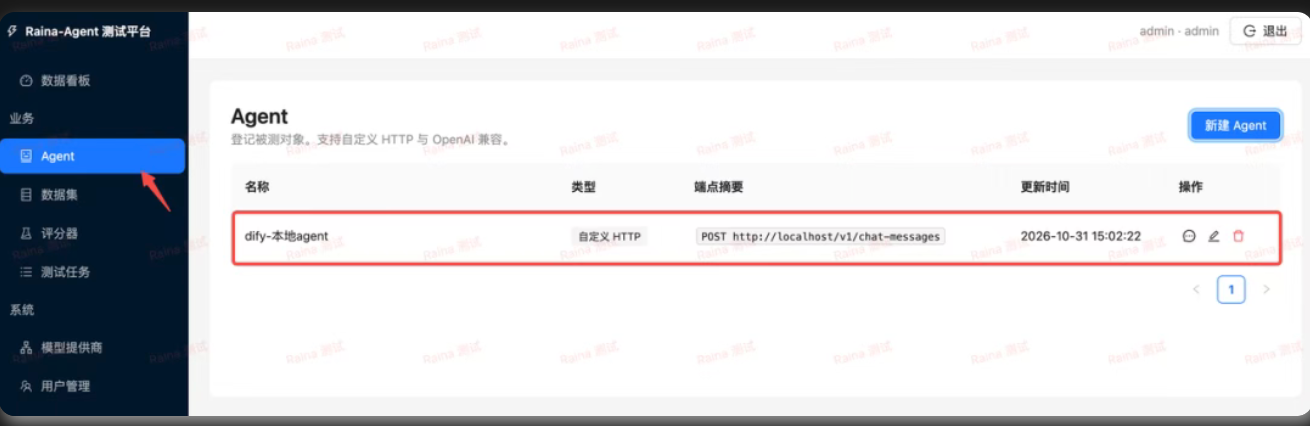 Raina-Agent 测试平台
admin · admin
退出
数据看板
业务
Agent
数据集
评分器
测试任务
系统
模型提供商
用户管理
Agent
登记被测对象。支持自定义 HTTP 与 OpenAI 兼容。
新建 Agent
名称 类型 端点摘要 更新时间 操作
dify-本地agent 自定义 HTTP POST http://localhost/v1/chat-messages 2026-10-31 15:02:22
1
Raina 测试